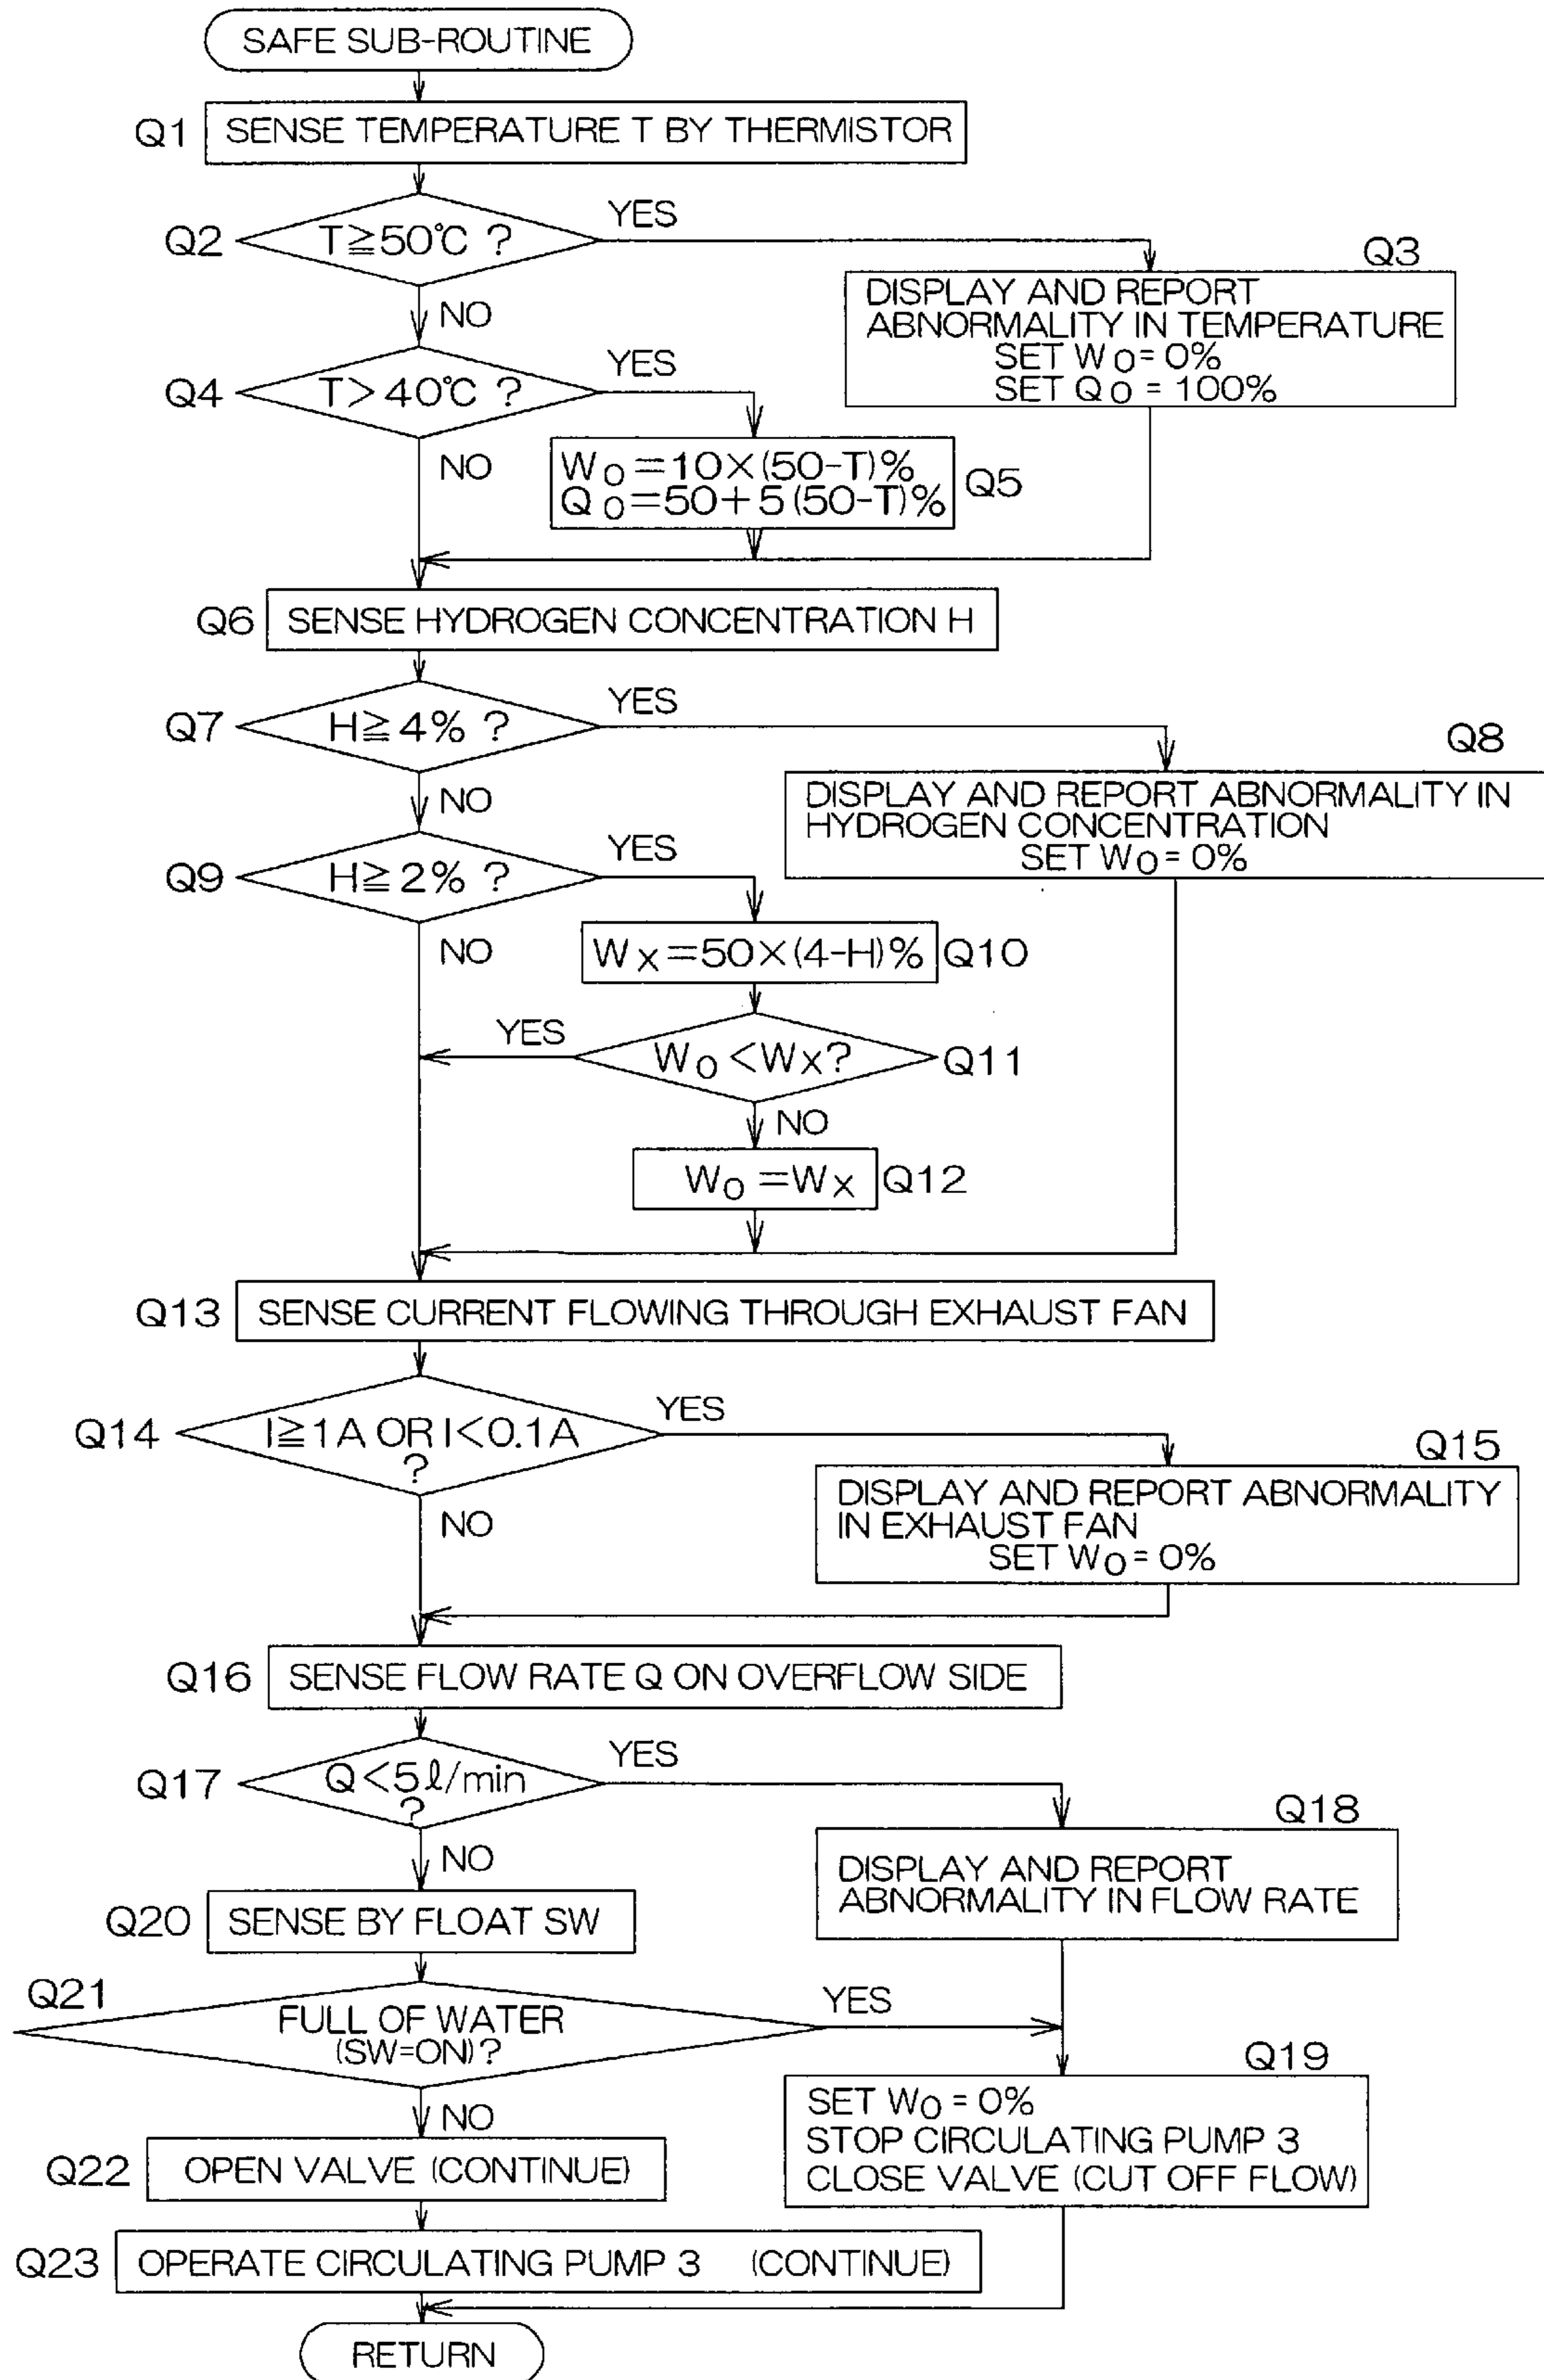 SAFE SUB-ROUTINE
Q1 SENSE TEMPERATURE T BY THERMISTOR
Q2 T≧50℃ ?
YES
NO
Q3
DISPLAY AND REPORT
ABNORMALITY IN TEMPERATURE
SET W0 = 0%
SET Q0 = 100%
Q4 T>40℃ ?
YES
NO
W0=10×(50-T)%
Q0=50+5(50-T)%
Q5
Q6 SENSE HYDROGEN CONCENTRATION H
Q7 H≧4% ?
YES
NO
Q8
DISPLAY AND REPORT ABNORMALITY IN
HYDROGEN CONCENTRATION
SET W0 = 0%
Q9 H≧2% ?
YES
NO
WX=50×(4-H)% Q10
YES
W0<WX? Q11
NO
W0=WX Q12
Q13 SENSE CURRENT FLOWING THROUGH EXHAUST FAN
Q14 I≧1A OR I<0.1A
?
YES
NO
Q15
DISPLAY AND REPORT ABNORMALITY
IN EXHAUST FAN
SET W0 = 0%
Q16 SENSE FLOW RATE Q ON OVERFLOW SIDE
Q17 Q<5ℓ/min
?
YES
NO
Q18
DISPLAY AND REPORT
ABNORMALITY IN FLOW RATE
Q20 SENSE BY FLOAT SW
Q21
FULL OF WATER
(SW=ON)?
YES
NO
Q19
SET W0 = 0%
STOP CIRCULATING PUMP 3
CLOSE VALVE (CUT OFF FLOW)
Q22 OPEN VALVE (CONTINUE)
Q23 OPERATE CIRCULATING PUMP 3 (CONTINUE)
RETURN